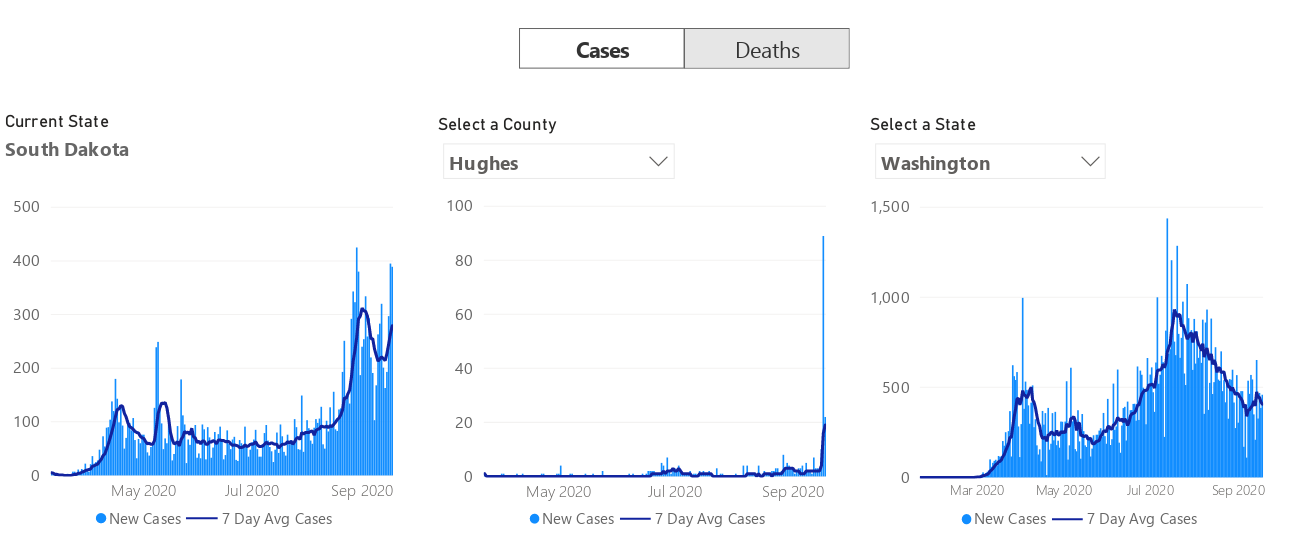 Cases Deaths
Current State
South Dakota
500
400
300
200
100
0
May 2020 Jul 2020 Sep 2020
New Cases 7 Day Avg Cases
Select a County
Hughes
100
80
60
40
20
0
May 2020 Jul 2020 Sep 2020
New Cases 7 Day Avg Cases
Select a State
Washington
1,500
1,000
500
0
Mar 2020 May 2020 Jul 2020 Sep 2020
New Cases 7 Day Avg Cases